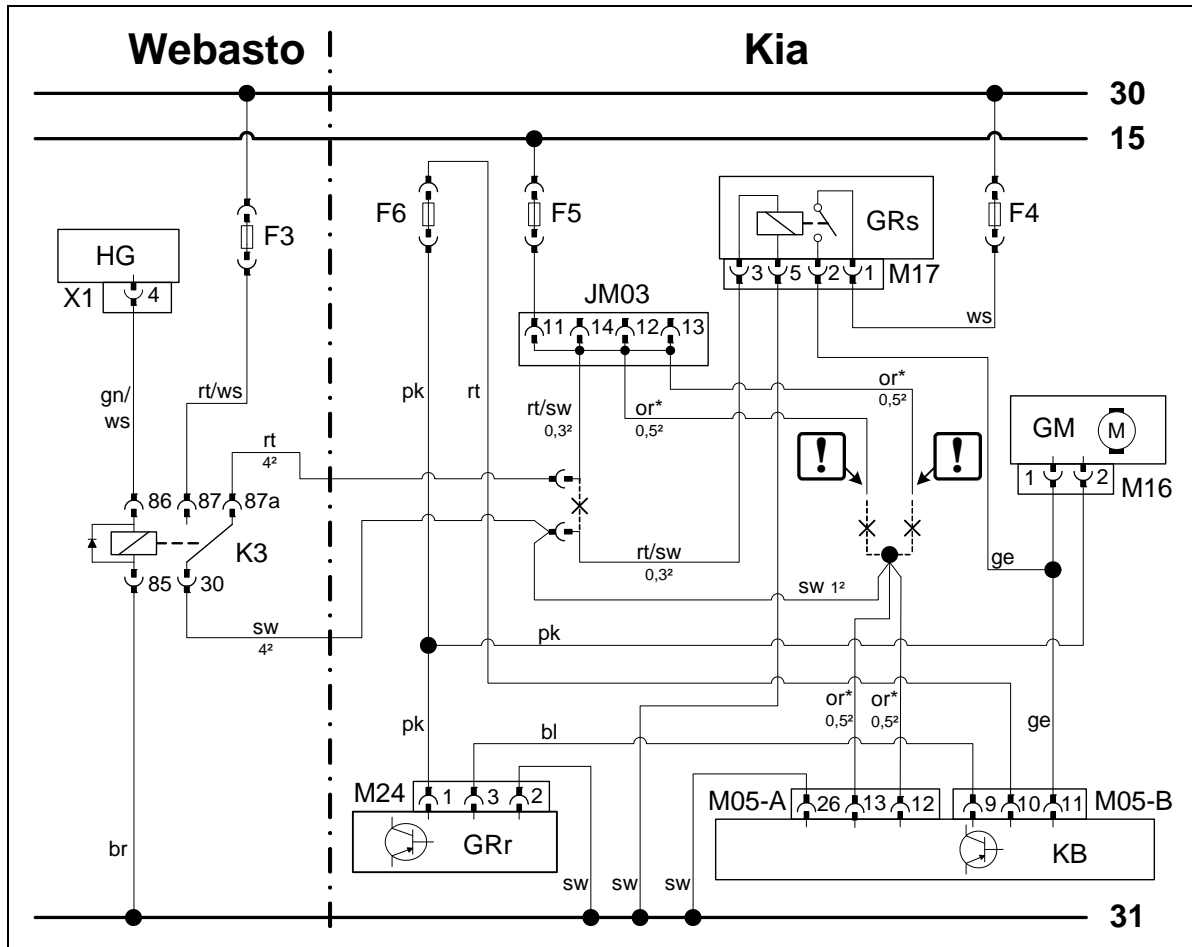 Webasto
Kia
30
15
F3
F6
F5
GRs
F4
HG
X1
4
3
5
2
1
M17
JM03
11
14
12
13
ws
gn/
ws
rt/ws
pk
rt
rt/sw
0,3²
or*
0,5²
or*
0,5²
rt
4²
!
!
GM
M
1
2
M16
86
87
87a
K3
85
30
rt/sw
0,3²
ge
sw 1²
sw
4²
pk
or*
0,5²
or*
0,5²
ge
pk
bl
M24
1
3
2
M05-A
26
13
12
9
10
11
M05-B
GRr
KB
br
sw
sw
sw
31